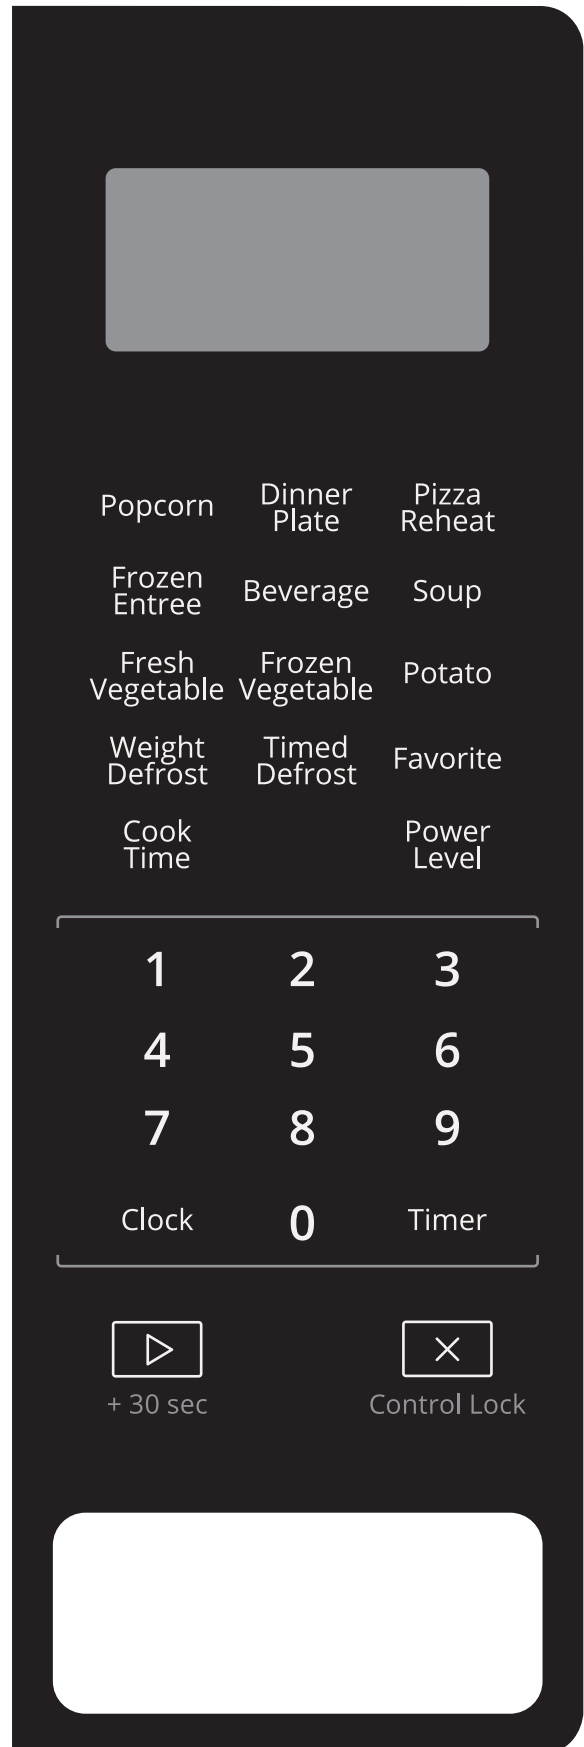 Popcorn
Dinner
Plate
Pizza
Reheat
Frozen
Entree
Beverage
Soup
Fresh
Vegetable
Frozen
Vegetable
Potato
Weight
Defrost
Timed
Defrost
Favorite
Cook
Time
Power
Level
1 2 3
4 5 6
7 8 9
Clock 0 Timer
+ 30 sec
Control Lock